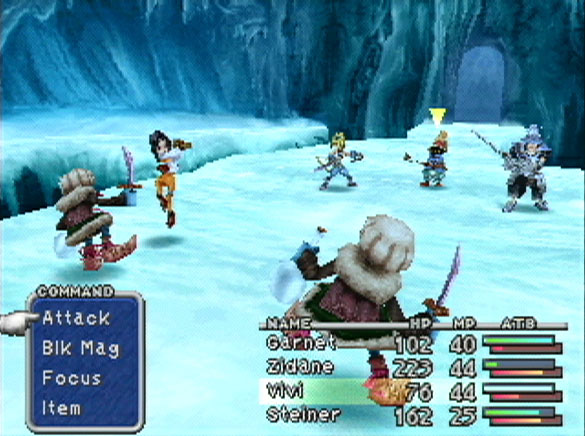 COMMAND
Attack
Blk Mag
Focus
Item
NAME HP MP ATB
Garnet 102 40
Zidane 223 44
Vivi 76 44
Steiner 162 25